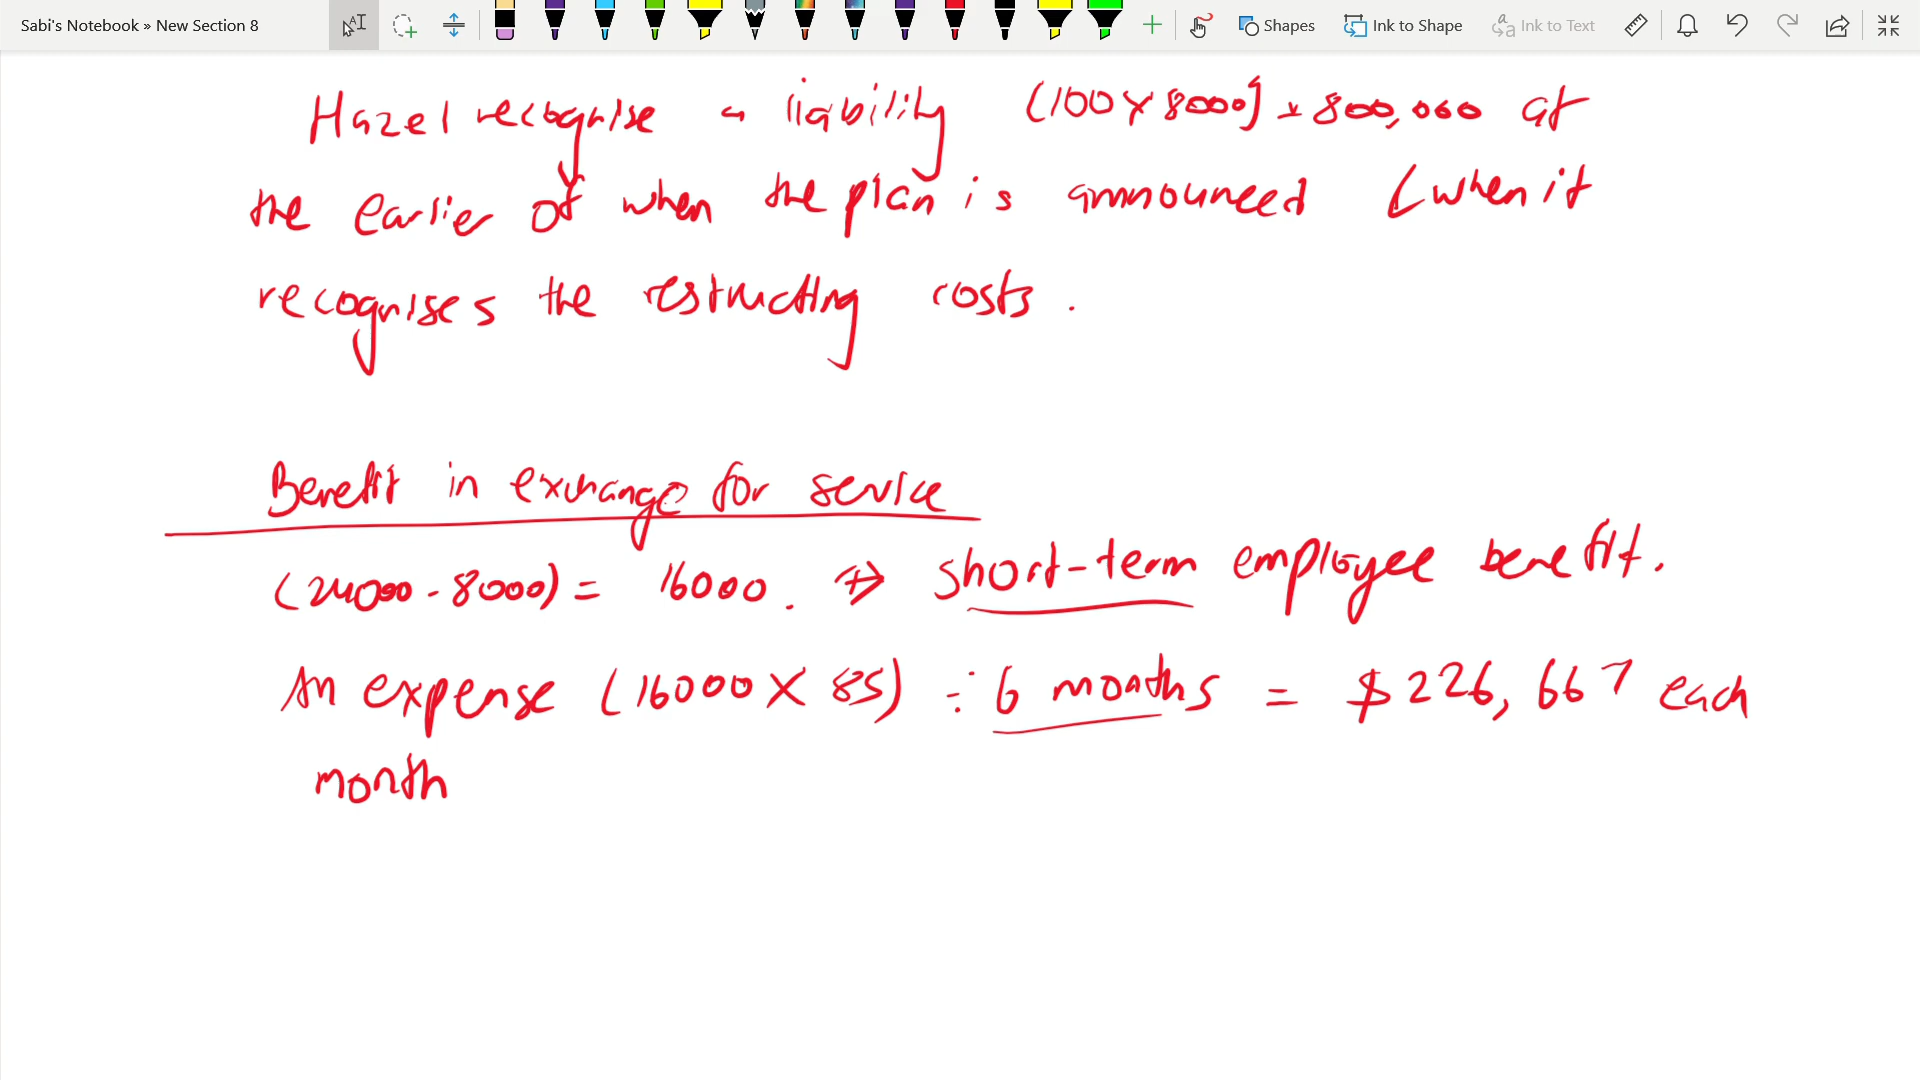 Sabi's Notebook » New Section 8
Shapes
Ink to Shape
Ink to Text
Hazel recognise a liability (100 x 8000) = 800,000 at
the earlier of when the plan is announced (when it
recognises the restructing costs.
Benefit in exchange for service
(24000 - 8000) = 16000. => short-term employee benefit.
An expense (16000 X 85) ÷ 6 months = $226,667 each
month